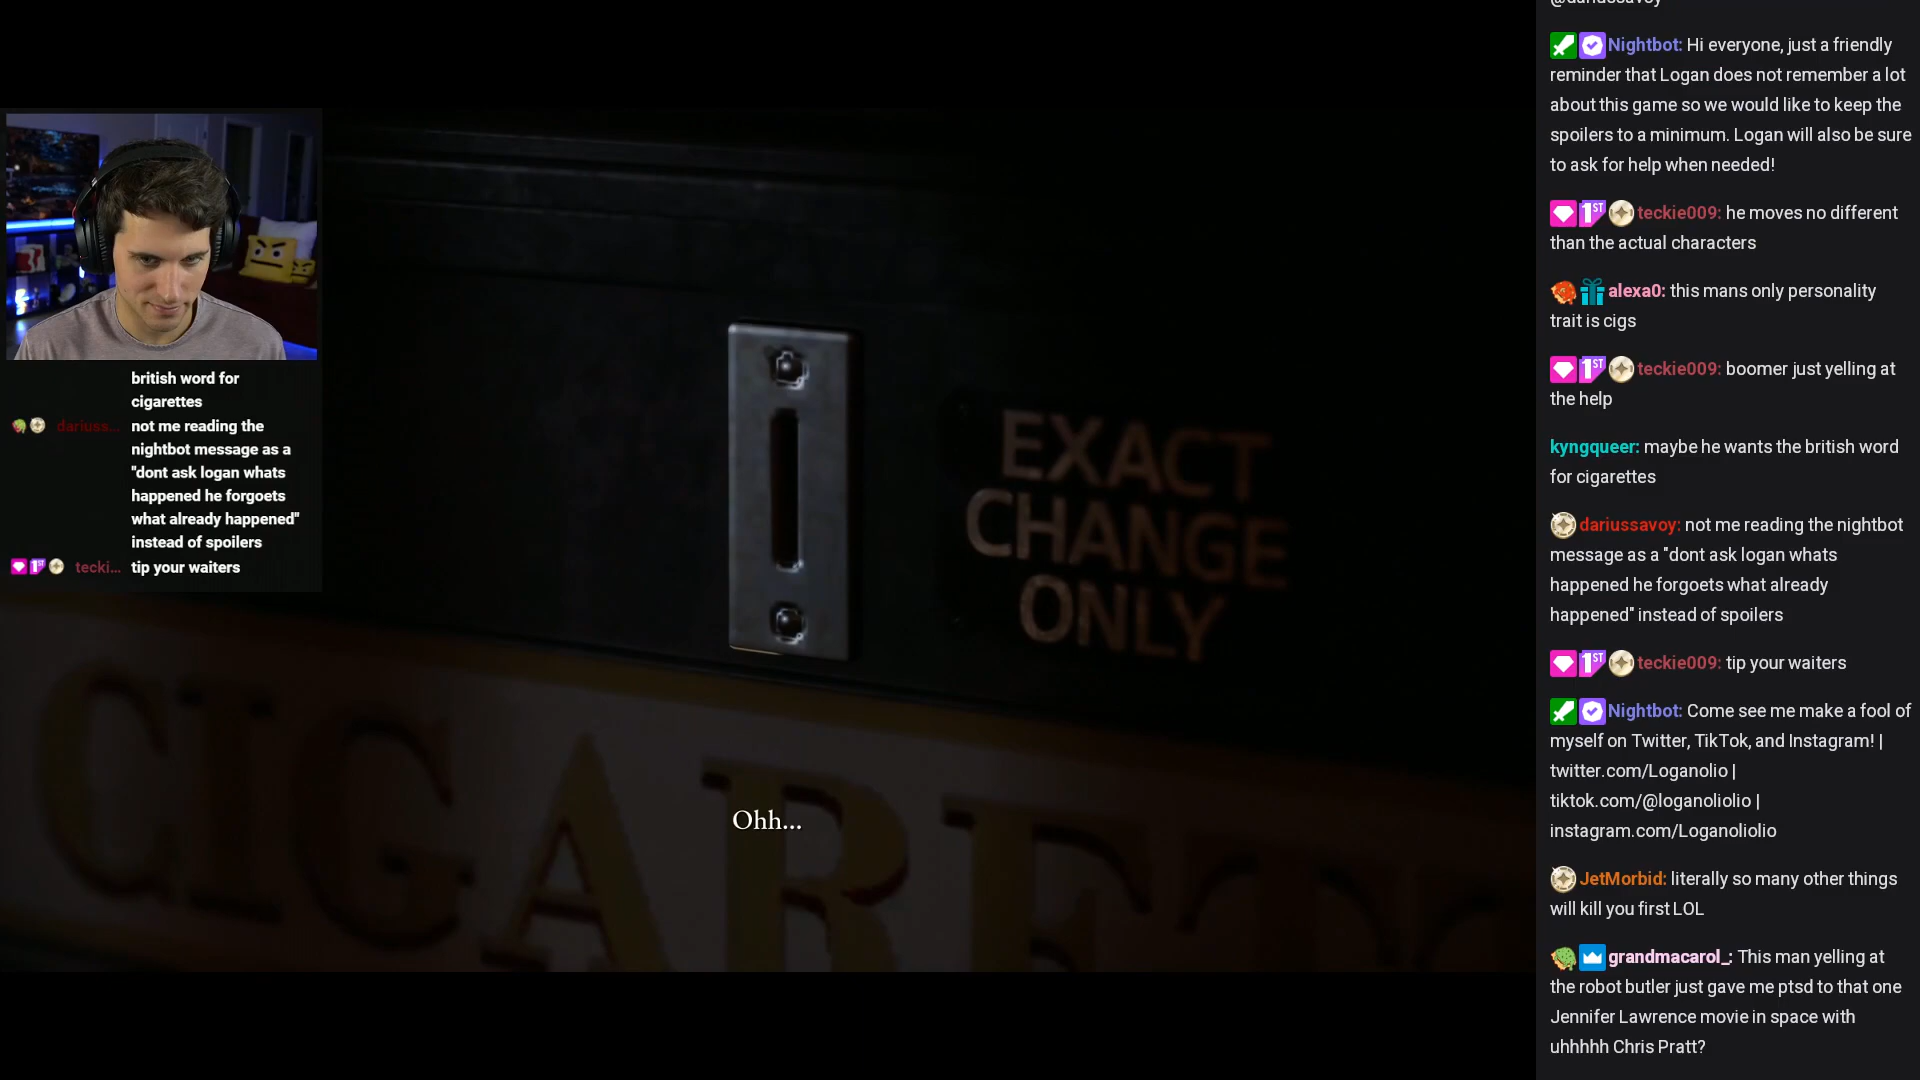 british word for
cigarettes
dariuss... not me reading the
nightbot message as a
"dont ask logan whats
happened he forgoets
what already happened"
instead of spoilers
tecki... tip your waiters
EXACT
CHANGE
ONLY
CIGARETT
Ohh...
@dariussavoy
Nightbot: Hi everyone, just a friendly
reminder that Logan does not remember a lot
about this game so we would like to keep the
spoilers to a minimum. Logan will also be sure
to ask for help when needed!
1ST teckie009: he moves no different
than the actual characters
alexa0: this mans only personality
trait is cigs
1ST teckie009: boomer just yelling at
the help
kyngqueer: maybe he wants the british word
for cigarettes
dariussavoy: not me reading the nightbot
message as a "dont ask logan whats
happened he forgoets what already
happened" instead of spoilers
1ST teckie009: tip your waiters
Nightbot: Come see me make a fool of
myself on Twitter, TikTok, and Instagram! |
twitter.com/Loganolio |
tiktok.com/@loganoliolio |
instagram.com/Loganoliolio
JetMorbid: literally so many other things
will kill you first LOL
grandmacarol_: This man yelling at
the robot butler just gave me ptsd to that one
Jennifer Lawrence movie in space with
uhhhhh Chris Pratt?